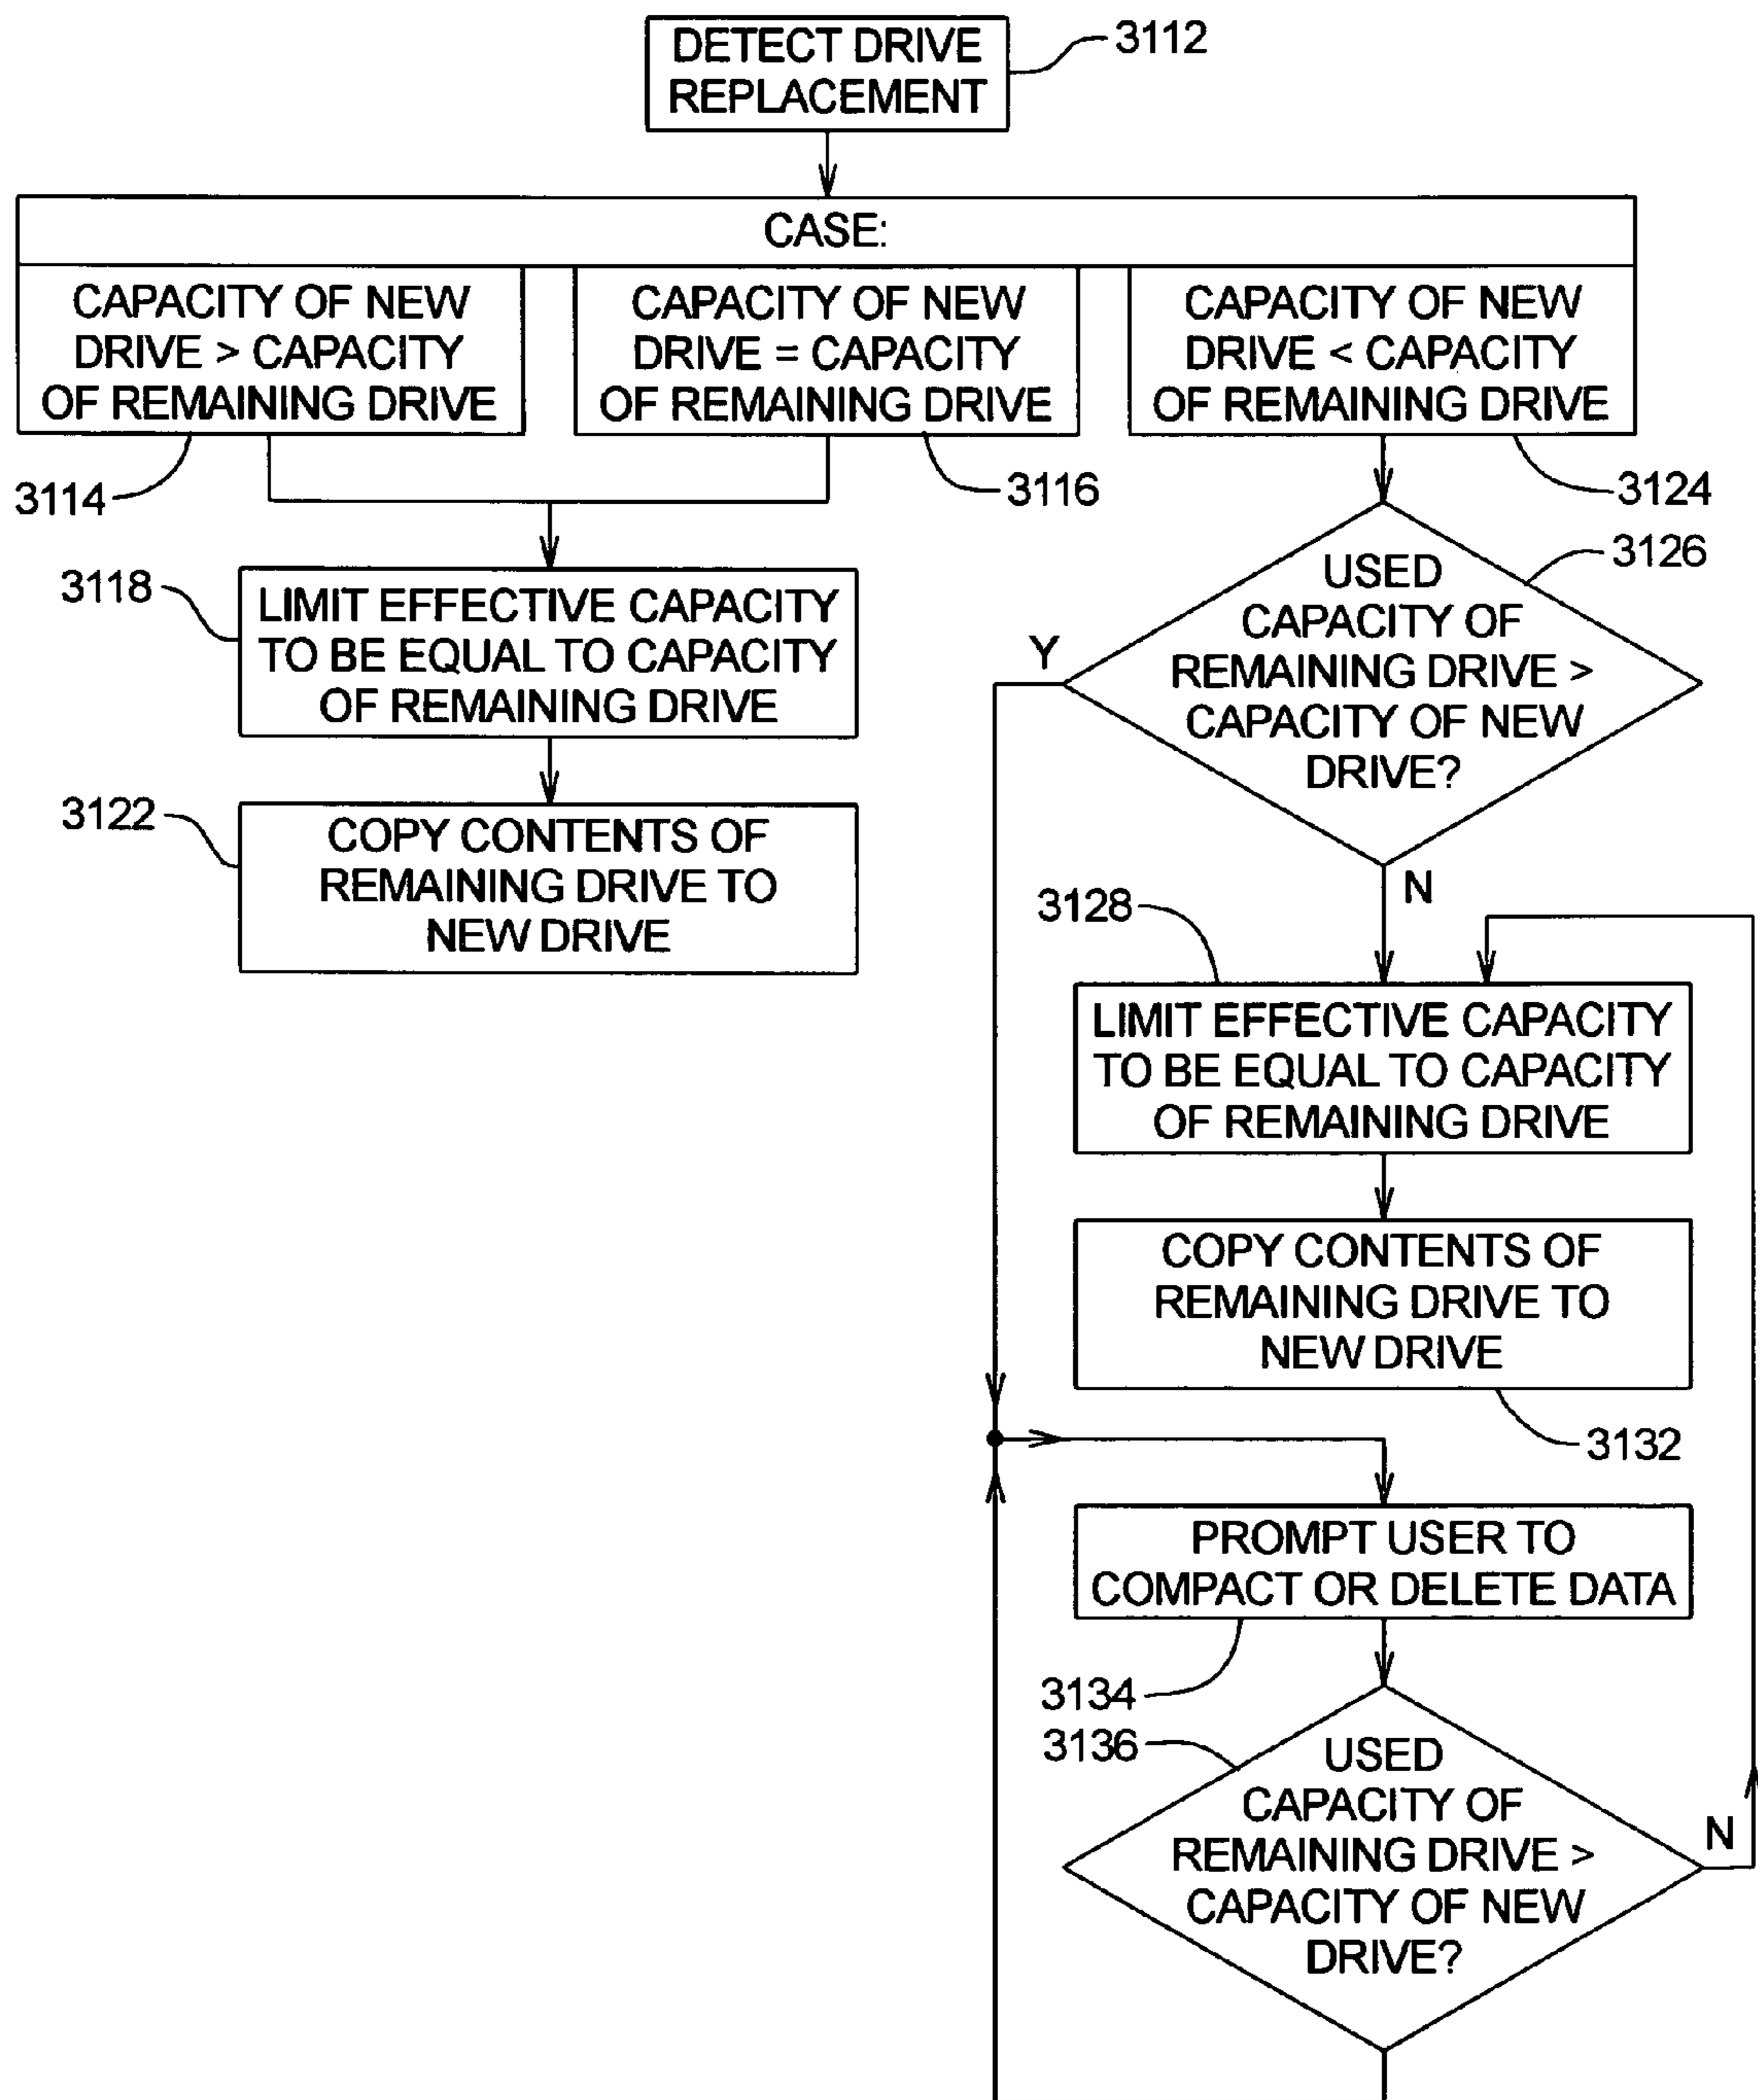 DETECT DRIVE
REPLACEMENT
3112
CASE:
CAPACITY OF NEW
DRIVE > CAPACITY
OF REMAINING DRIVE
3114
CAPACITY OF NEW
DRIVE = CAPACITY
OF REMAINING DRIVE
3116
CAPACITY OF NEW
DRIVE < CAPACITY
OF REMAINING DRIVE
3124
3118
LIMIT EFFECTIVE CAPACITY
TO BE EQUAL TO CAPACITY
OF REMAINING DRIVE
3122
COPY CONTENTS OF
REMAINING DRIVE TO
NEW DRIVE
3126
USED
CAPACITY OF
REMAINING DRIVE >
CAPACITY OF NEW
DRIVE?
Y
N
3128
LIMIT EFFECTIVE CAPACITY
TO BE EQUAL TO CAPACITY
OF REMAINING DRIVE
COPY CONTENTS OF
REMAINING DRIVE TO
NEW DRIVE
3132
PROMPT USER TO
COMPACT OR DELETE DATA
3134
3136
USED
CAPACITY OF
REMAINING DRIVE >
CAPACITY OF NEW
DRIVE?
N